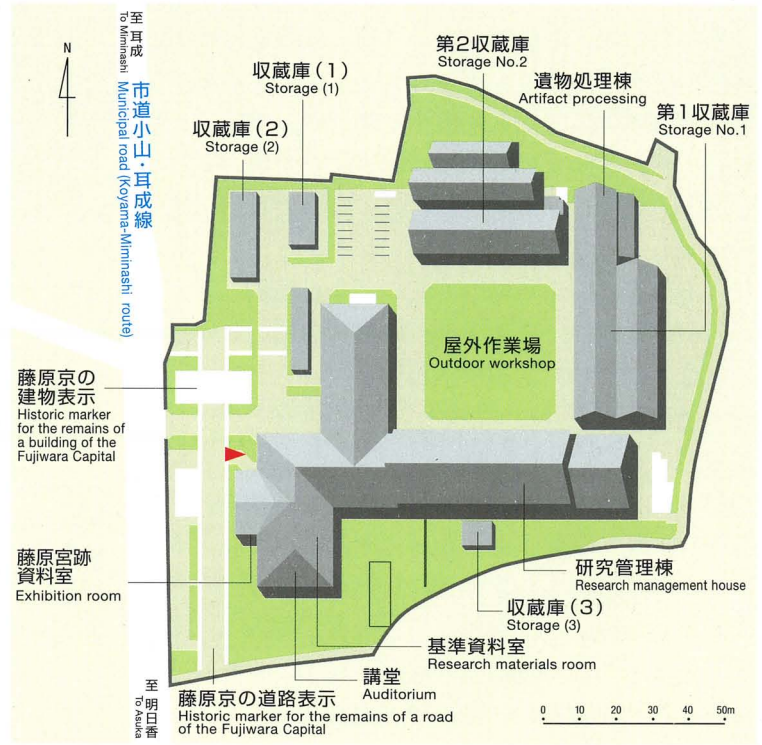 至 耳成
To Miminashi
市道小山・耳成線
Municipal road (Koyama-Miminashi route)
N
収蔵庫(1)
Storage (1)
収蔵庫(2)
Storage (2)
第2収蔵庫
Storage No.2
遺物処理棟
Artifact processing
第1収蔵庫
Storage No.1
屋外作業場
Outdoor workshop
藤原京の
建物表示
Historic marker
for the remains of
a building of the
Fujiwara Capital
藤原宮跡
資料室
Exhibition room
研究管理棟
Research management house
収蔵庫(3)
Storage (3)
基準資料室
Research materials room
講堂
Auditorium
藤原京の道路表示
Historic marker for the remains of a road
of the Fujiwara Capital
至 明日香
To Asuka
0 10 20 30 40 50m